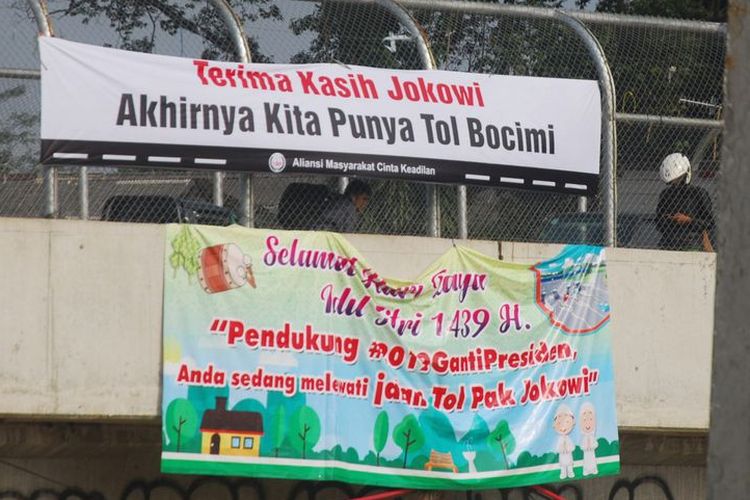 Terima Kasih Jokowi
Akhirnya Kita Punya Tol Bocimi
Aliansi Masyarakat Cinta Keadilan
Selamat Hari Raya
Idul Fitri 1439 H.
"Pendukung #2019GantiPresiden,
Anda sedang melewati jalan Tol Pak Jokowi"